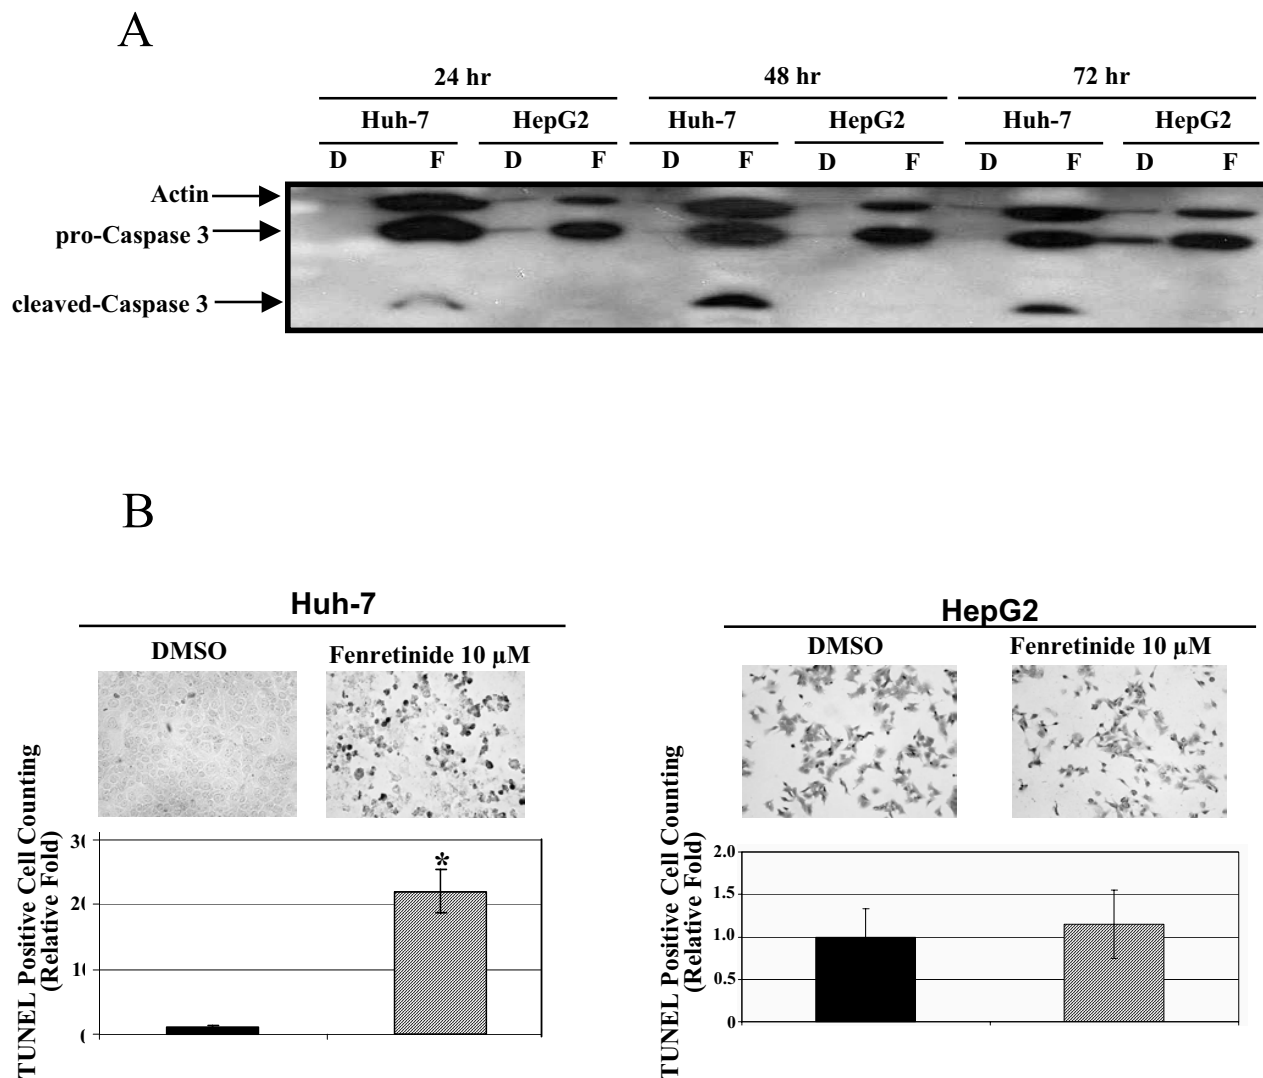 A
24 hr 48 hr 72 hr
Huh-7 HepG2 Huh-7 HepG2 Huh-7 HepG2
D F D F D F D F D F D F
Actin
pro-Caspase 3
cleaved-Caspase 3
B
Huh-7
DMSO Fenretinide 10 µM
TUNEL Positive Cell Counting
(Relative Fold)
*
HepG2
DMSO Fenretinide 10 µM
TUNEL Positive Cell Counting
(Relative Fold)
2.0
1.5
1.0
0.5
0